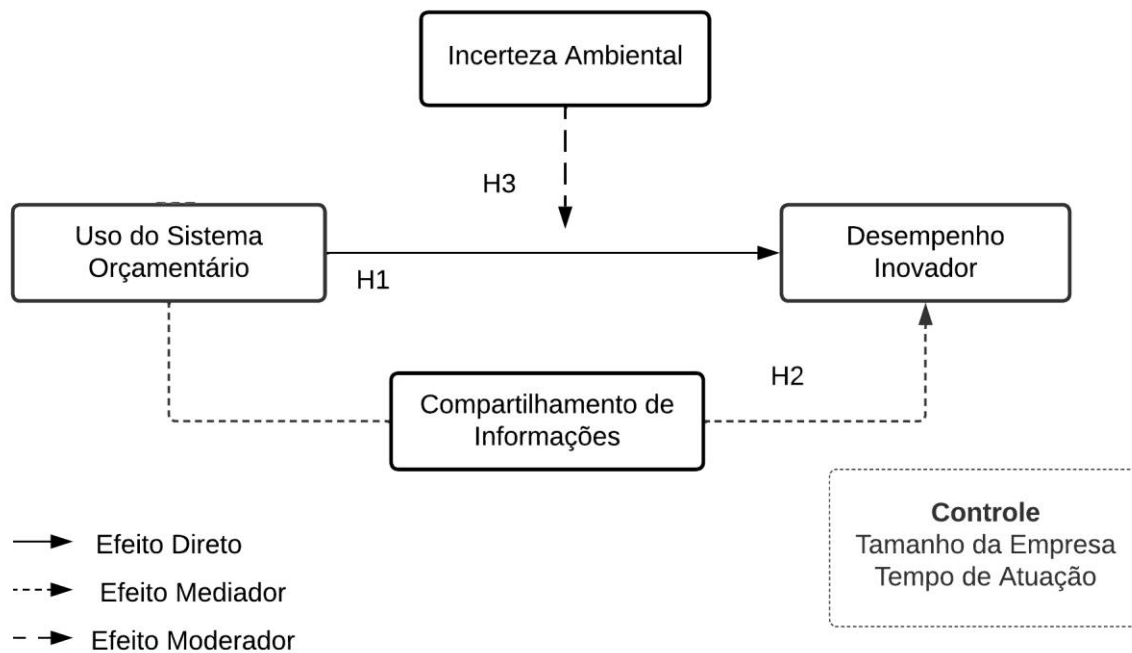 Incerteza Ambiental
H3
Uso do Sistema
Orçamentário
H1
Desempenho
Inovador
H2
Compartilhamento de
Informações
Controle
Tamanho da Empresa
Tempo de Atuação
Efeito Direto
Efeito Mediador
Efeito Moderador